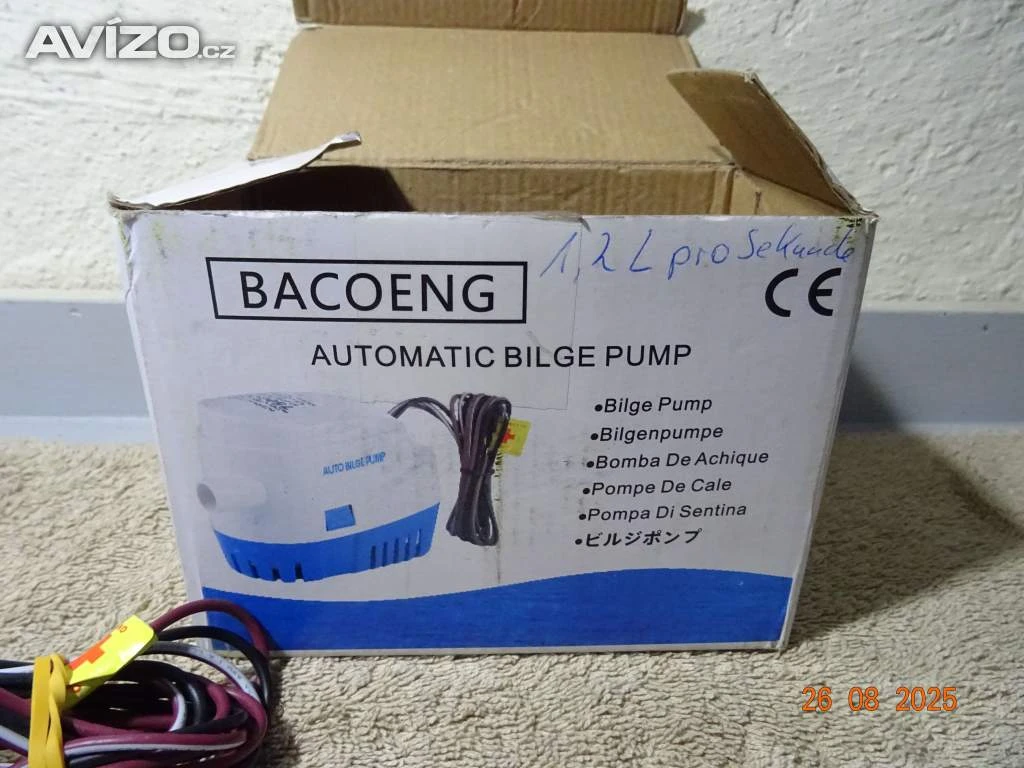 AVÍZO.cz
1,2 L pro Sekunde
BACOENG
CE
AUTOMATIC BILGE PUMP
•Bilge Pump
•Bilgenpumpe
•Bomba De Achique
•Pompe De Cale
•Pompa Di Sentina
•ビルジポンプ
AUTO BILGE PUMP
26 08 2025